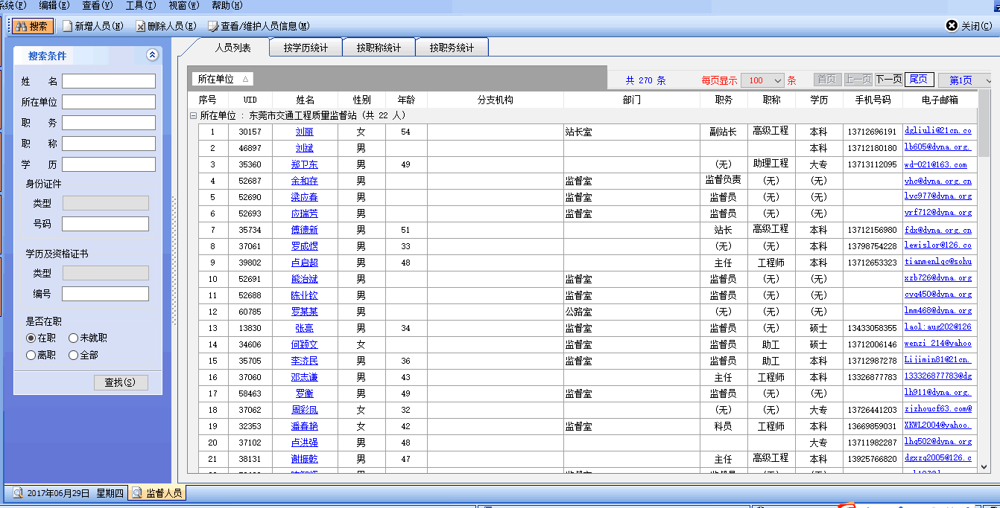 系统(F) 编辑(E) 查看(V) 工具(T) 视窗(W) 帮助(H)
搜索 新增人员(N) 删除人员(E) 查看/维护人员信息(M) 关闭(C)
搜索条件
姓 名
所在单位
职 务
职 称
学 历
身份证件
类型
号码
学历及资格证书
类型
编号
是否在职
在职 未就职
离职 全部
查找(S)
人员列表 按学历统计 按职称统计 按职务统计
所在单位 共 270 条 每页显示 100 条 首页 上一页 下一页 尾页 第1页
序号 UID 姓名 性别 年龄 分支机构 部门 职务 职称 学历 手机号码 电子邮箱
所在单位 : 东莞市交通工程质量监督站 (共 22 人)
1 30157 刘丽 女 54 站长室 副站长 高级工程 本科 13712696191 dgliuli@21cn.co
2 46897 刘斌 男 本科 13712180180 lb605@dyna.org.
3 35360 郑卫东 男 49 (无) 助理工程 大专 13713112095 wd-021@163.com
4 52687 余和存 男 监督室 监督负责 (无) (无) yhc@dyna.org.cn
5 52690 梁应春 男 监督室 监督员 (无) (无) lyc977@dyna.org
6 52693 应瑞芳 男 监督室 监督员 (无) (无) yrf712@dyna.org
7 35734 傅德新 男 51 站长 高级工程 本科 13712156980 fdx@dyna.org.cn
8 37061 罗成煜 男 33 (无) (无) 本科 13798754228 lewislor@126.co
9 39802 卢启超 男 48 主任 工程师 本科 13712653323 tianmenlqc@sohu
10 52691 熊治斌 男 监督室 监督员 (无) (无) xzb726@dyna.org
11 52688 陈业钦 男 监督室 监督员 (无) (无) cyq450@dyna.org
12 60785 罗某某 男 公路室 (无) (无) (无) lmm468@dyna.org
13 13830 张亮 男 34 监督室 监督员 (无) 硕士 13433058355 laol:aug202@126
14 34606 何颖文 女 监督室 监督员 助工 硕士 13712006146 wenzi_214@yahoo
15 35705 李济民 男 36 监督室 监督员 助工 本科 13712987278 Lijimin81@21cn.
16 37060 邓志谦 男 43 主任 工程师 本科 13326877783 133326877783@dg
17 58463 罗衡 男 49 监督室 监督员 (无) (无) lh911@dyna.org.
18 37062 周彩凤 女 32 (无) (无) 大专 13726441203 zjzhoucf63.com@
19 32353 潘春艳 女 42 监督室 科员 工程师 本科 13669859031 XKWL2004@yahoo.
20 37102 卢洪强 男 48 大专 13711982287 lhq502@dyna.org
21 38131 谢振乾 男 47 主任 高级工程 本科 13925766820 dgxzq2005@126.c
2017年06月29日 星期四 监督人员